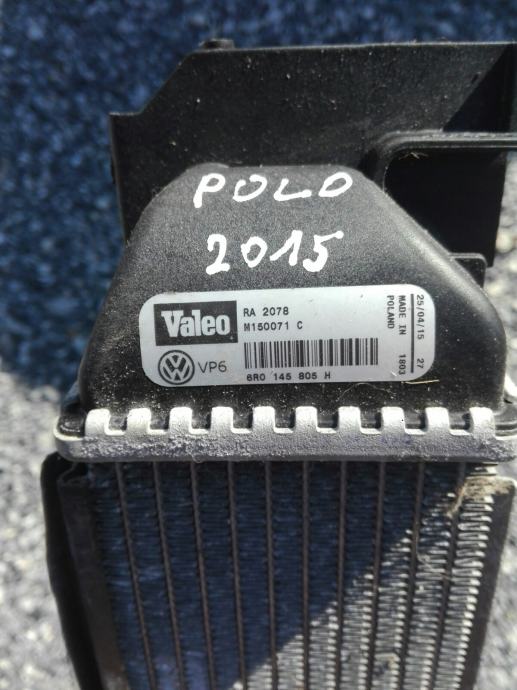 POLO
2015
Valeo
RA 2078
M150071 C
VP6
6R0 145 805 H
MADE IN
POLAND
25/04/15 27
1803